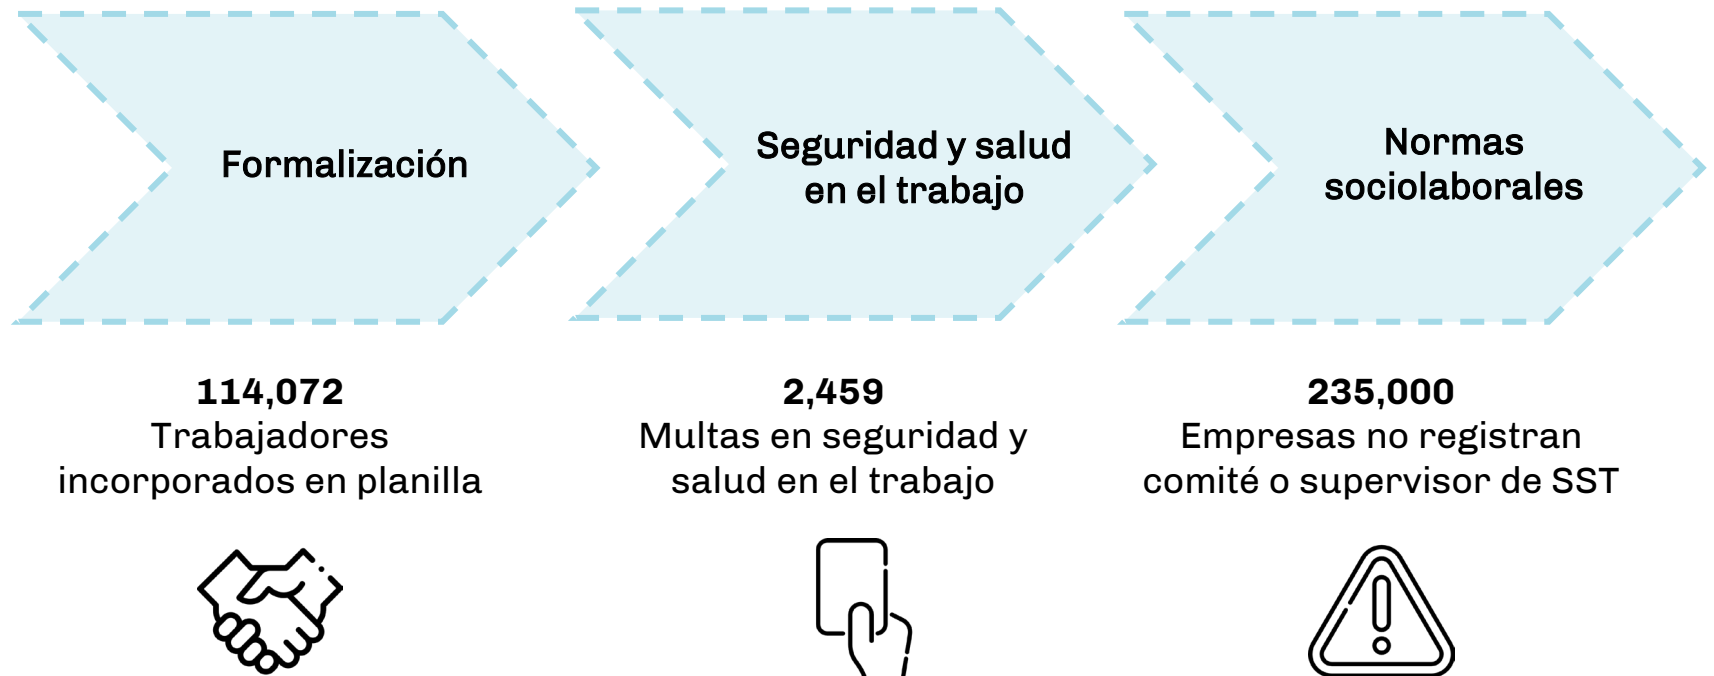 Formalización
Seguridad y salud
en el trabajo
Normas
sociolaborales
114,072
Trabajadores
incorporados en planilla
2,459
Multas en seguridad y
salud en el trabajo
235,000
Empresas no registran
comité o supervisor de SST